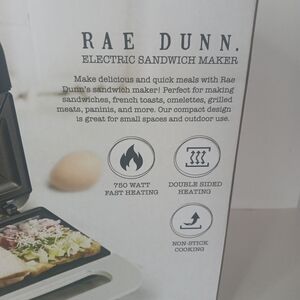 RAE DUNN.
ELECTRIC SANDWICH MAKER
Make delicious and quick meals with Rae
Dunn's sandwich maker! Perfect for making
sandwiches, french toasts, omelettes, grilled
meats, paninis, and more. Our compact design
is great for small spaces and outdoor use.
750 WATT
FAST HEATING
DOUBLE SIDED
HEATING
NON-STICK
COOKING